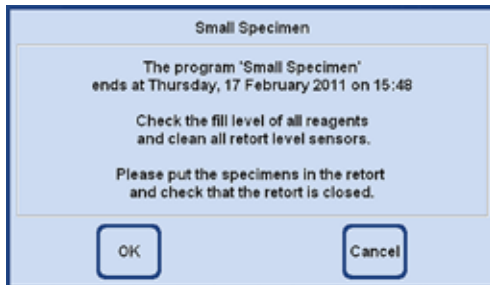 Small Specimen
The program 'Small Specimen'
ends at Thursday, 17 February 2011 on 15:48
Check the fill level of all reagents
and clean all retort level sensors.
Please put the specimens in the retort
and check that the retort is closed.
OK
Cancel